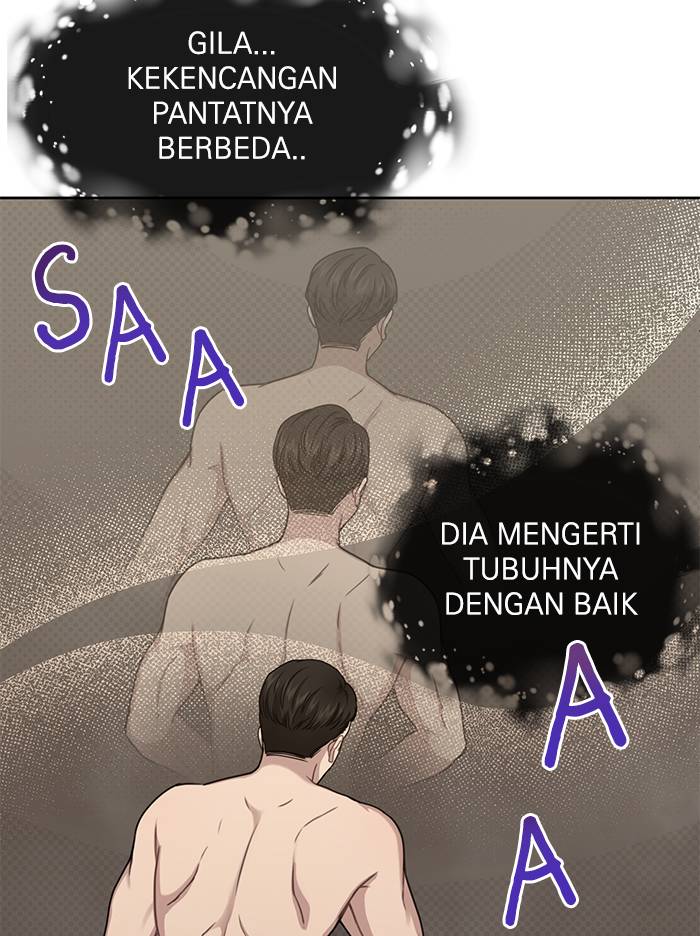 GILA...
KEKENCANGAN
PANTATNYA
BERBEDA..
SAA
DIA MENGERTI
TUBUHNYA
DENGAN BAIK
A
A